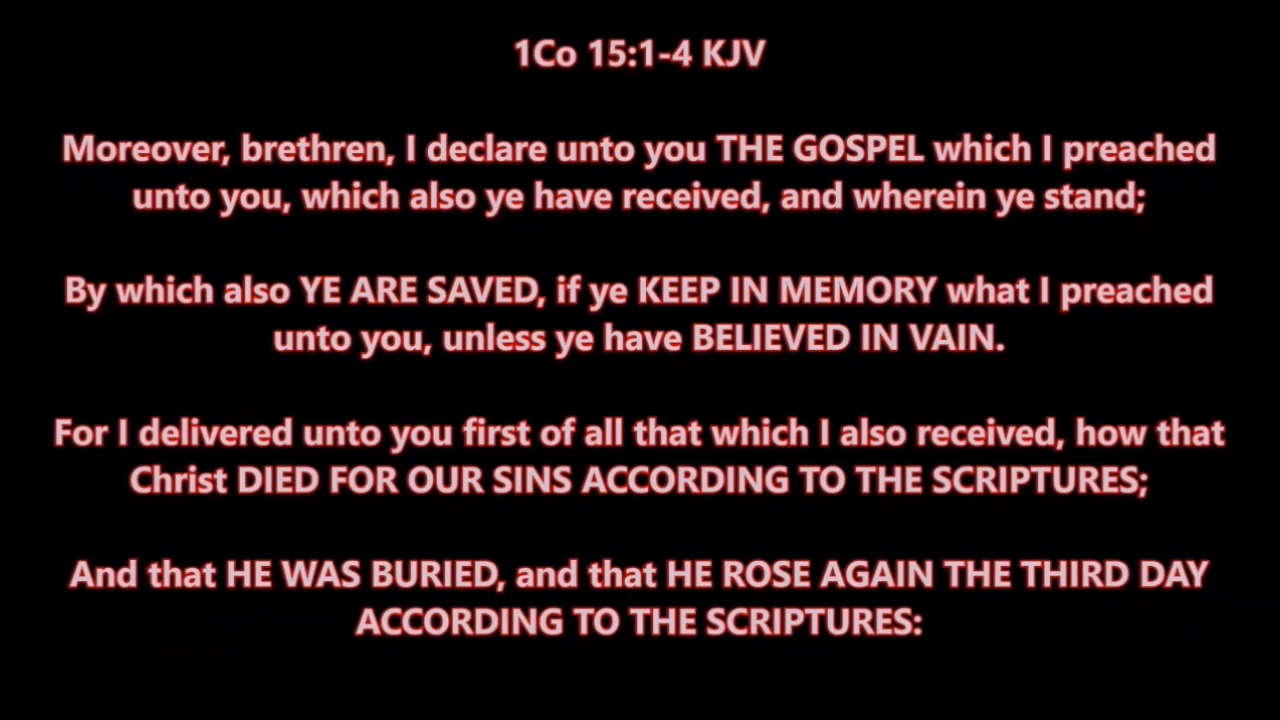 1Co 15:1-4 KJV
Moreover, brethren, I declare unto you THE GOSPEL which I preached
unto you, which also ye have received, and wherein ye stand;
By which also YE ARE SAVED, if ye KEEP IN MEMORY what I preached
unto you, unless ye have BELIEVED IN VAIN.
For I delivered unto you first of all that which I also received, how that
Christ DIED FOR OUR SINS ACCORDING TO THE SCRIPTURES;
And that HE WAS BURIED, and that HE ROSE AGAIN THE THIRD DAY
ACCORDING TO THE SCRIPTURES: